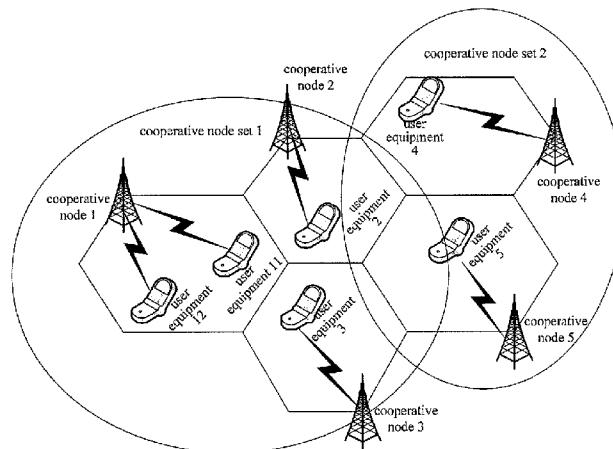 cooperative node set 2
cooperative
node 2
cooperative node set 1
user
equipment
4
cooperative
node 4
cooperative
node 1
user
equipment
2
user
equipment
5
user
equipment 11
user
equipment
12
user
equipment
3
cooperative
node 5
cooperative
node 3